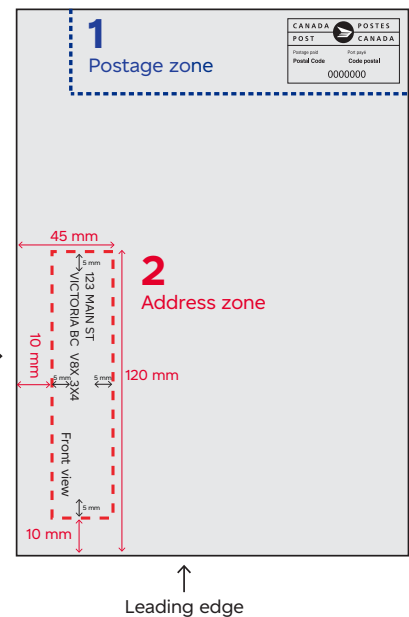 1
Postage zone
CANADA POSTES
POST CANADA
Postage paid Port payé
Postal Code Code postal
0000000
45 mm
5 mm
2
Address zone
123 MAIN ST
VICTORIA BC V8X 3X4
10 mm
5 mm 5 mm
120 mm
Front view
5 mm
10 mm
Leading edge